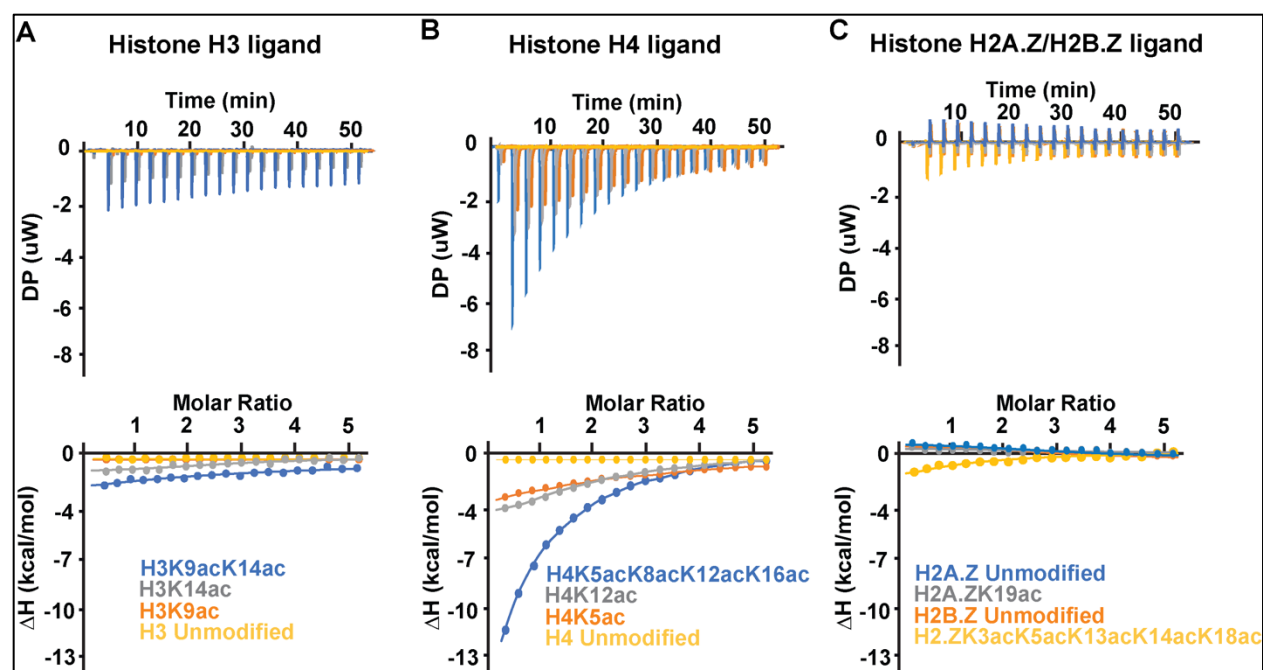 A
Histone H3 ligand
Time (min)
10 20 30 40 50
0
-2
-4
-6
-8
DP (uW)
Molar Ratio
1 2 3 4 5
0
-4
-7
-10
-13
ΔH (kcal/mol)
H3K9acK14ac
H3K14ac
H3K9ac
H3 Unmodified
B
Histone H4 ligand
Time (min)
10 20 30 40 50
0
-2
-4
-6
-8
DP (uW)
Molar Ratio
1 2 3 4 5
0
-4
-7
-10
-13
ΔH (kcal/mol)
H4K5acK8acK12acK16ac
H4K12ac
H4K5ac
H4 Unmodified
C
Histone H2A.Z/H2B.Z ligand
Time (min)
10 20 30 40 50
0
-2
-4
-6
-8
DP (uW)
Molar Ratio
1 2 3 4 5
0
-4
-7
-10
-13
ΔH (kcal/mol)
H2A.Z Unmodified
H2A.ZK19ac
H2B.Z Unmodified
H2.ZK3acK5acK13acK14acK18ac